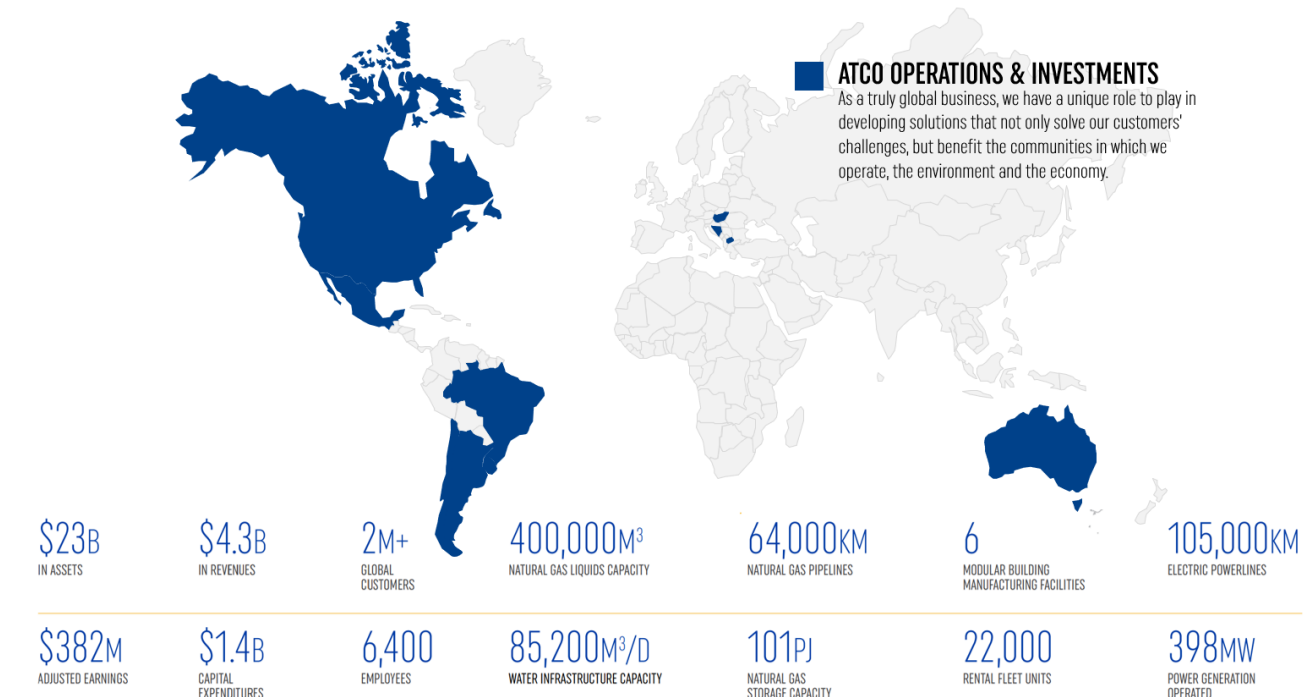 ATCO OPERATIONS & INVESTMENTS
As a truly global business, we have a unique role to play in
developing solutions that not only solve our customers'
challenges, but benefit the communities in which we
operate, the environment and the economy.
$23B
IN ASSETS
$4.3B
IN REVENUES
2M+
GLOBAL
CUSTOMERS
400,000M³
NATURAL GAS LIQUIDS CAPACITY
64,000KM
NATURAL GAS PIPELINES
6
MODULAR BUILDING
MANUFACTURING FACILITIES
105,000KM
ELECTRIC POWERLINES
$382M
ADJUSTED EARNINGS
$1.4B
CAPITAL
EXPENDITURES
6,400
EMPLOYEES
85,200M³/D
WATER INFRASTRUCTURE CAPACITY
101PJ
NATURAL GAS
STORAGE CAPACITY
22,000
RENTAL FLEET UNITS
398MW
POWER GENERATION
OPERATED